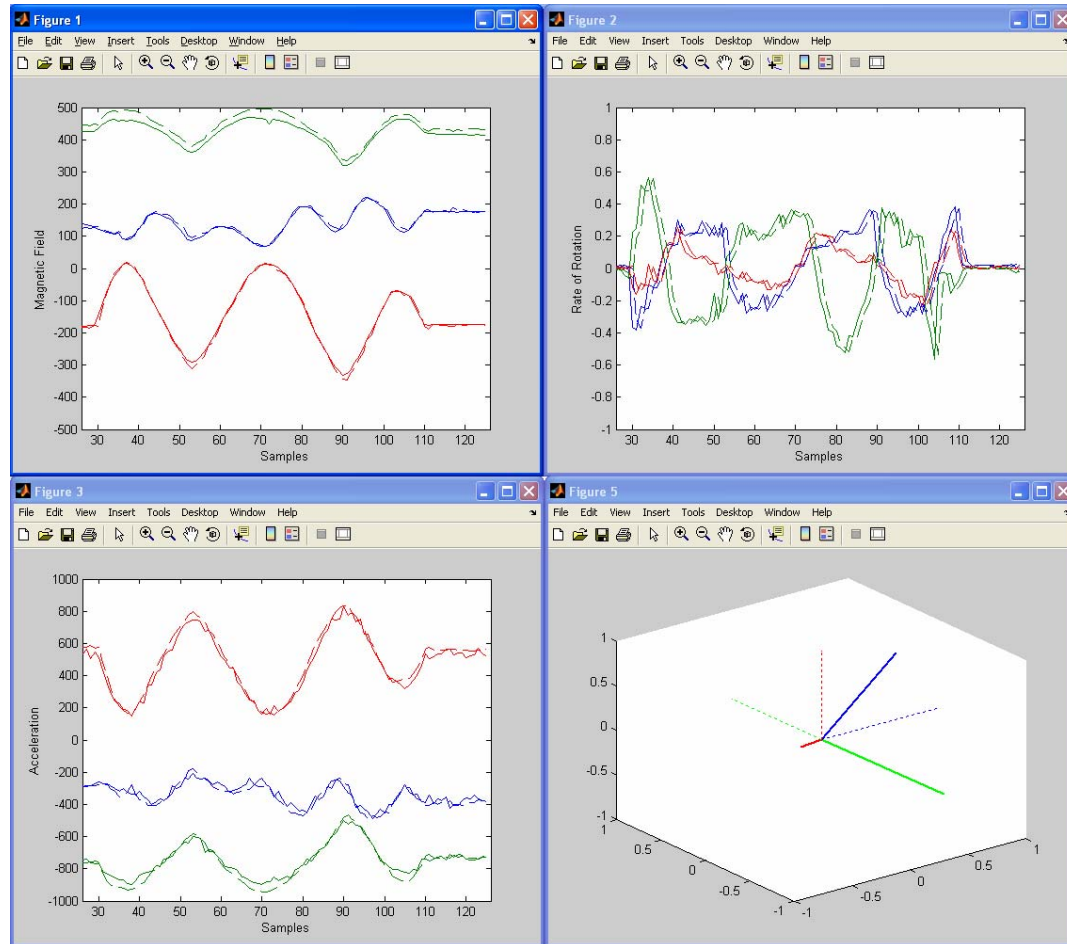 Figure 1
File Edit View Insert Tools Desktop Window Help
500
400
300
200
100
0
-100
-200
-300
-400
-500
Magnetic Field
30 40 50 60 70 80 90 100 110 120
Samples
Figure 2
File Edit View Insert Tools Desktop Window Help
1
0.8
0.6
0.4
0.2
0
-0.2
-0.4
-0.6
-0.8
-1
Rate of Rotation
30 40 50 60 70 80 90 100 110 120
Samples
Figure 3
File Edit View Insert Tools Desktop Window Help
1000
800
600
400
200
0
-200
-400
-600
-800
-1000
Acceleration
30 40 50 60 70 80 90 100 110 120
Samples
Figure 5
File Edit View Insert Tools Desktop Window Help
1
0.5
0
-0.5
-1
1
0.5
0
-0.5
-1
-1
-0.5
0
0.5
1